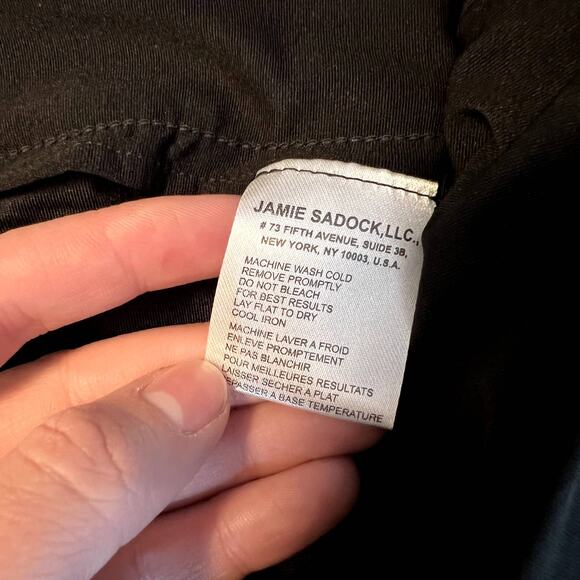 JAMIE SADOCK,LLC.,
# 73 FIFTH AVENUE, SUIDE 3B,
NEW YORK, NY 10003, U.S.A.
MACHINE WASH COLD
REMOVE PROMPTLY
DO NOT BLEACH
FOR BEST RESULTS
LAY FLAT TO DRY
COOL IRON
MACHINE LAVER A FROID
ENLEVE PROMPTEMENT
NE PAS BLANCHIR
POUR MEILLEURES RESULTATS
LAISSER SECHER A PLAT
EPASSER A BASE TEMPERATURE